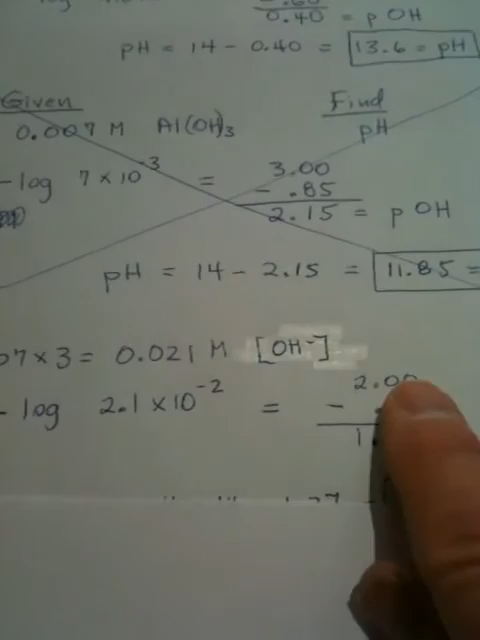 0.40 = pOH
pH = 14 - 0.40 = 13.6 = pH
Given Find
0.007 M Al(OH)3 pH
-log 7 x 10^-3 = 3.00
- .85
2.15 = pOH
pH = 14 - 2.15 = 11.85 =
07 x 3 = 0.021 M [OH-]
- log 2.1 x 10^-2 = 2.00
-
1.